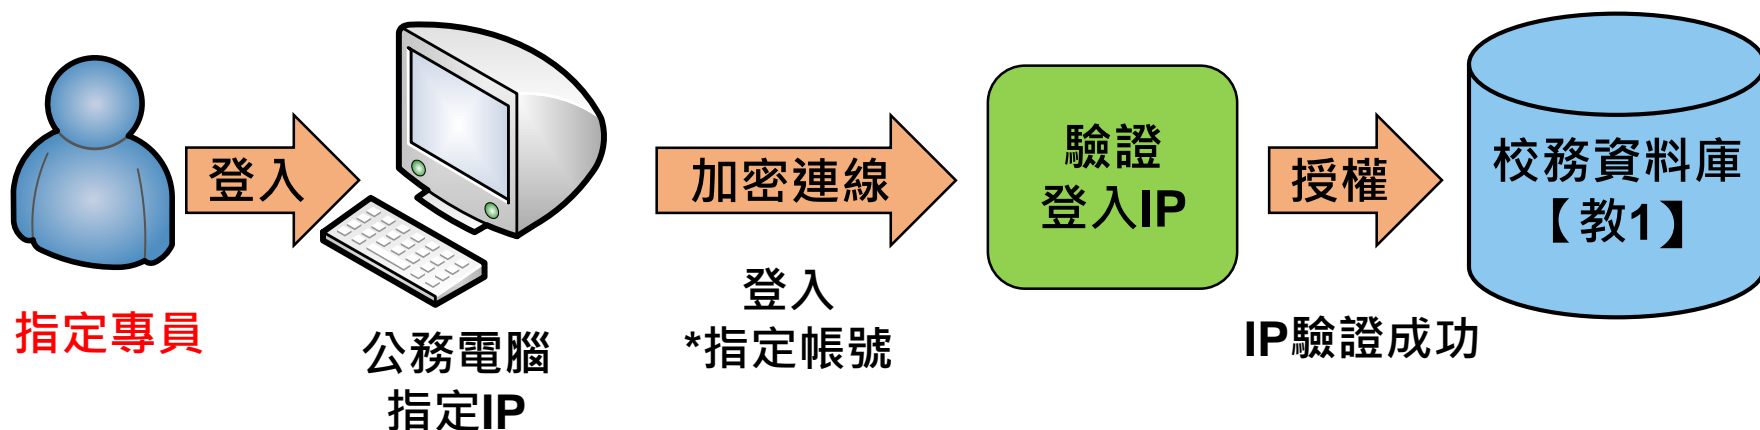 指定專員
登入
公務電腦
指定IP
加密連線
登入
*指定帳號
驗證
登入IP
授權
IP驗證成功
校務資料庫
【教1】